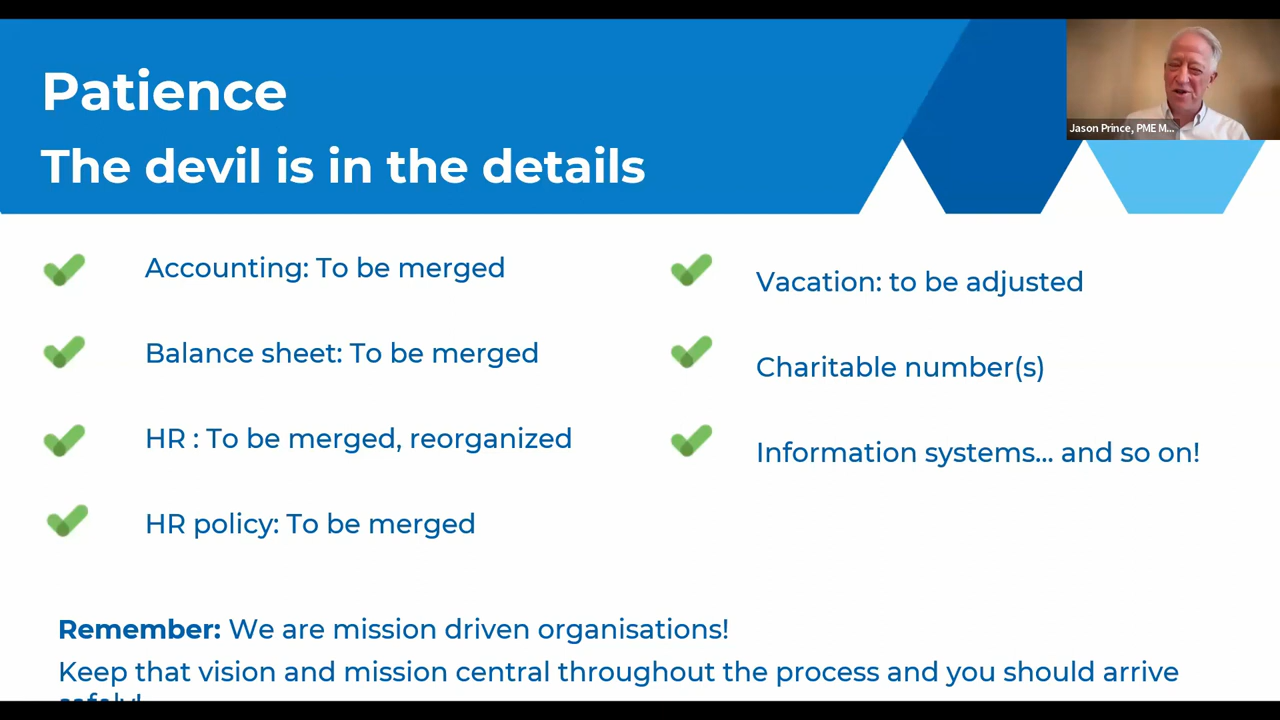 Patience
The devil is in the details
Jason Prince, PME M...
Accounting: To be merged
Balance sheet: To be merged
HR : To be merged, reorganized
HR policy: To be merged
Vacation: to be adjusted
Charitable number(s)
Information systems... and so on!
Remember: We are mission driven organisations!
Keep that vision and mission central throughout the process and you should arrive
safely!